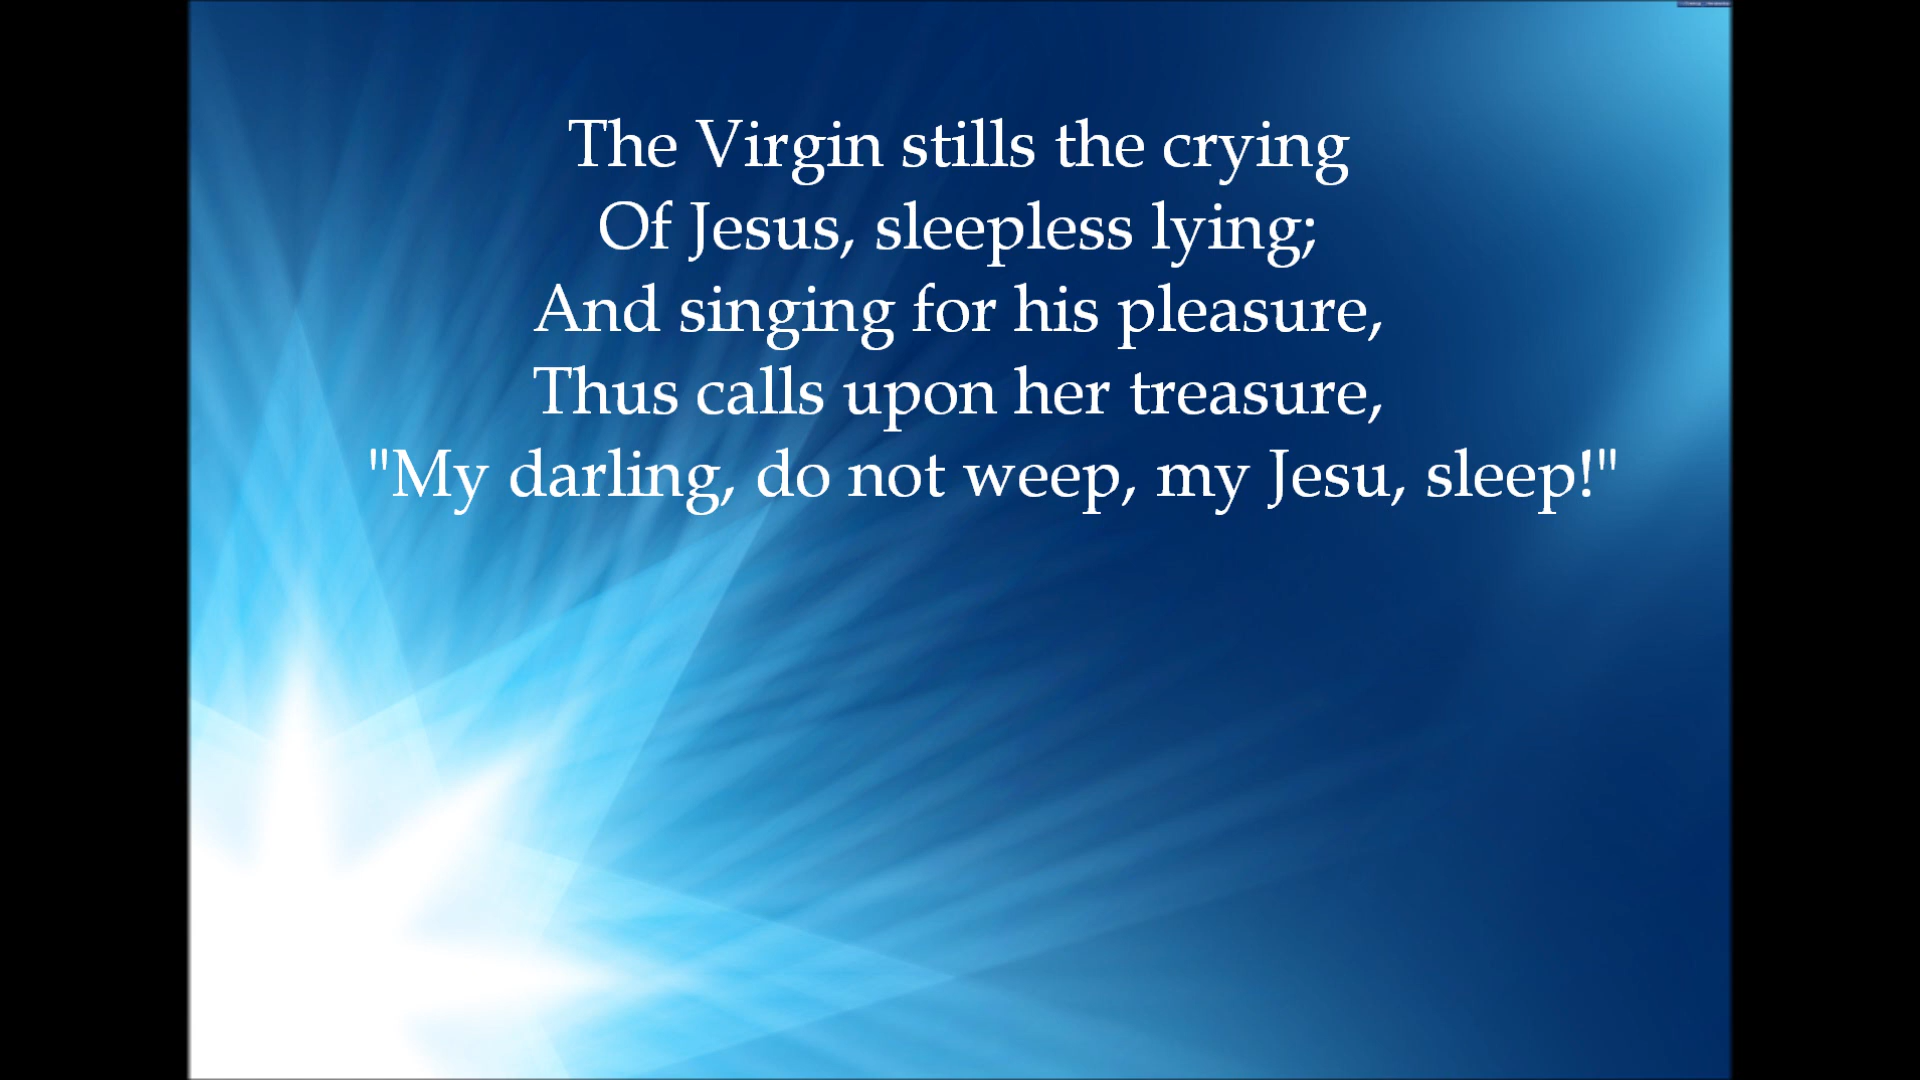 The Virgin stills the crying
Of Jesus, sleepless lying;
And singing for his pleasure,
Thus calls upon her treasure,
"My darling, do not weep, my Jesu, sleep!"